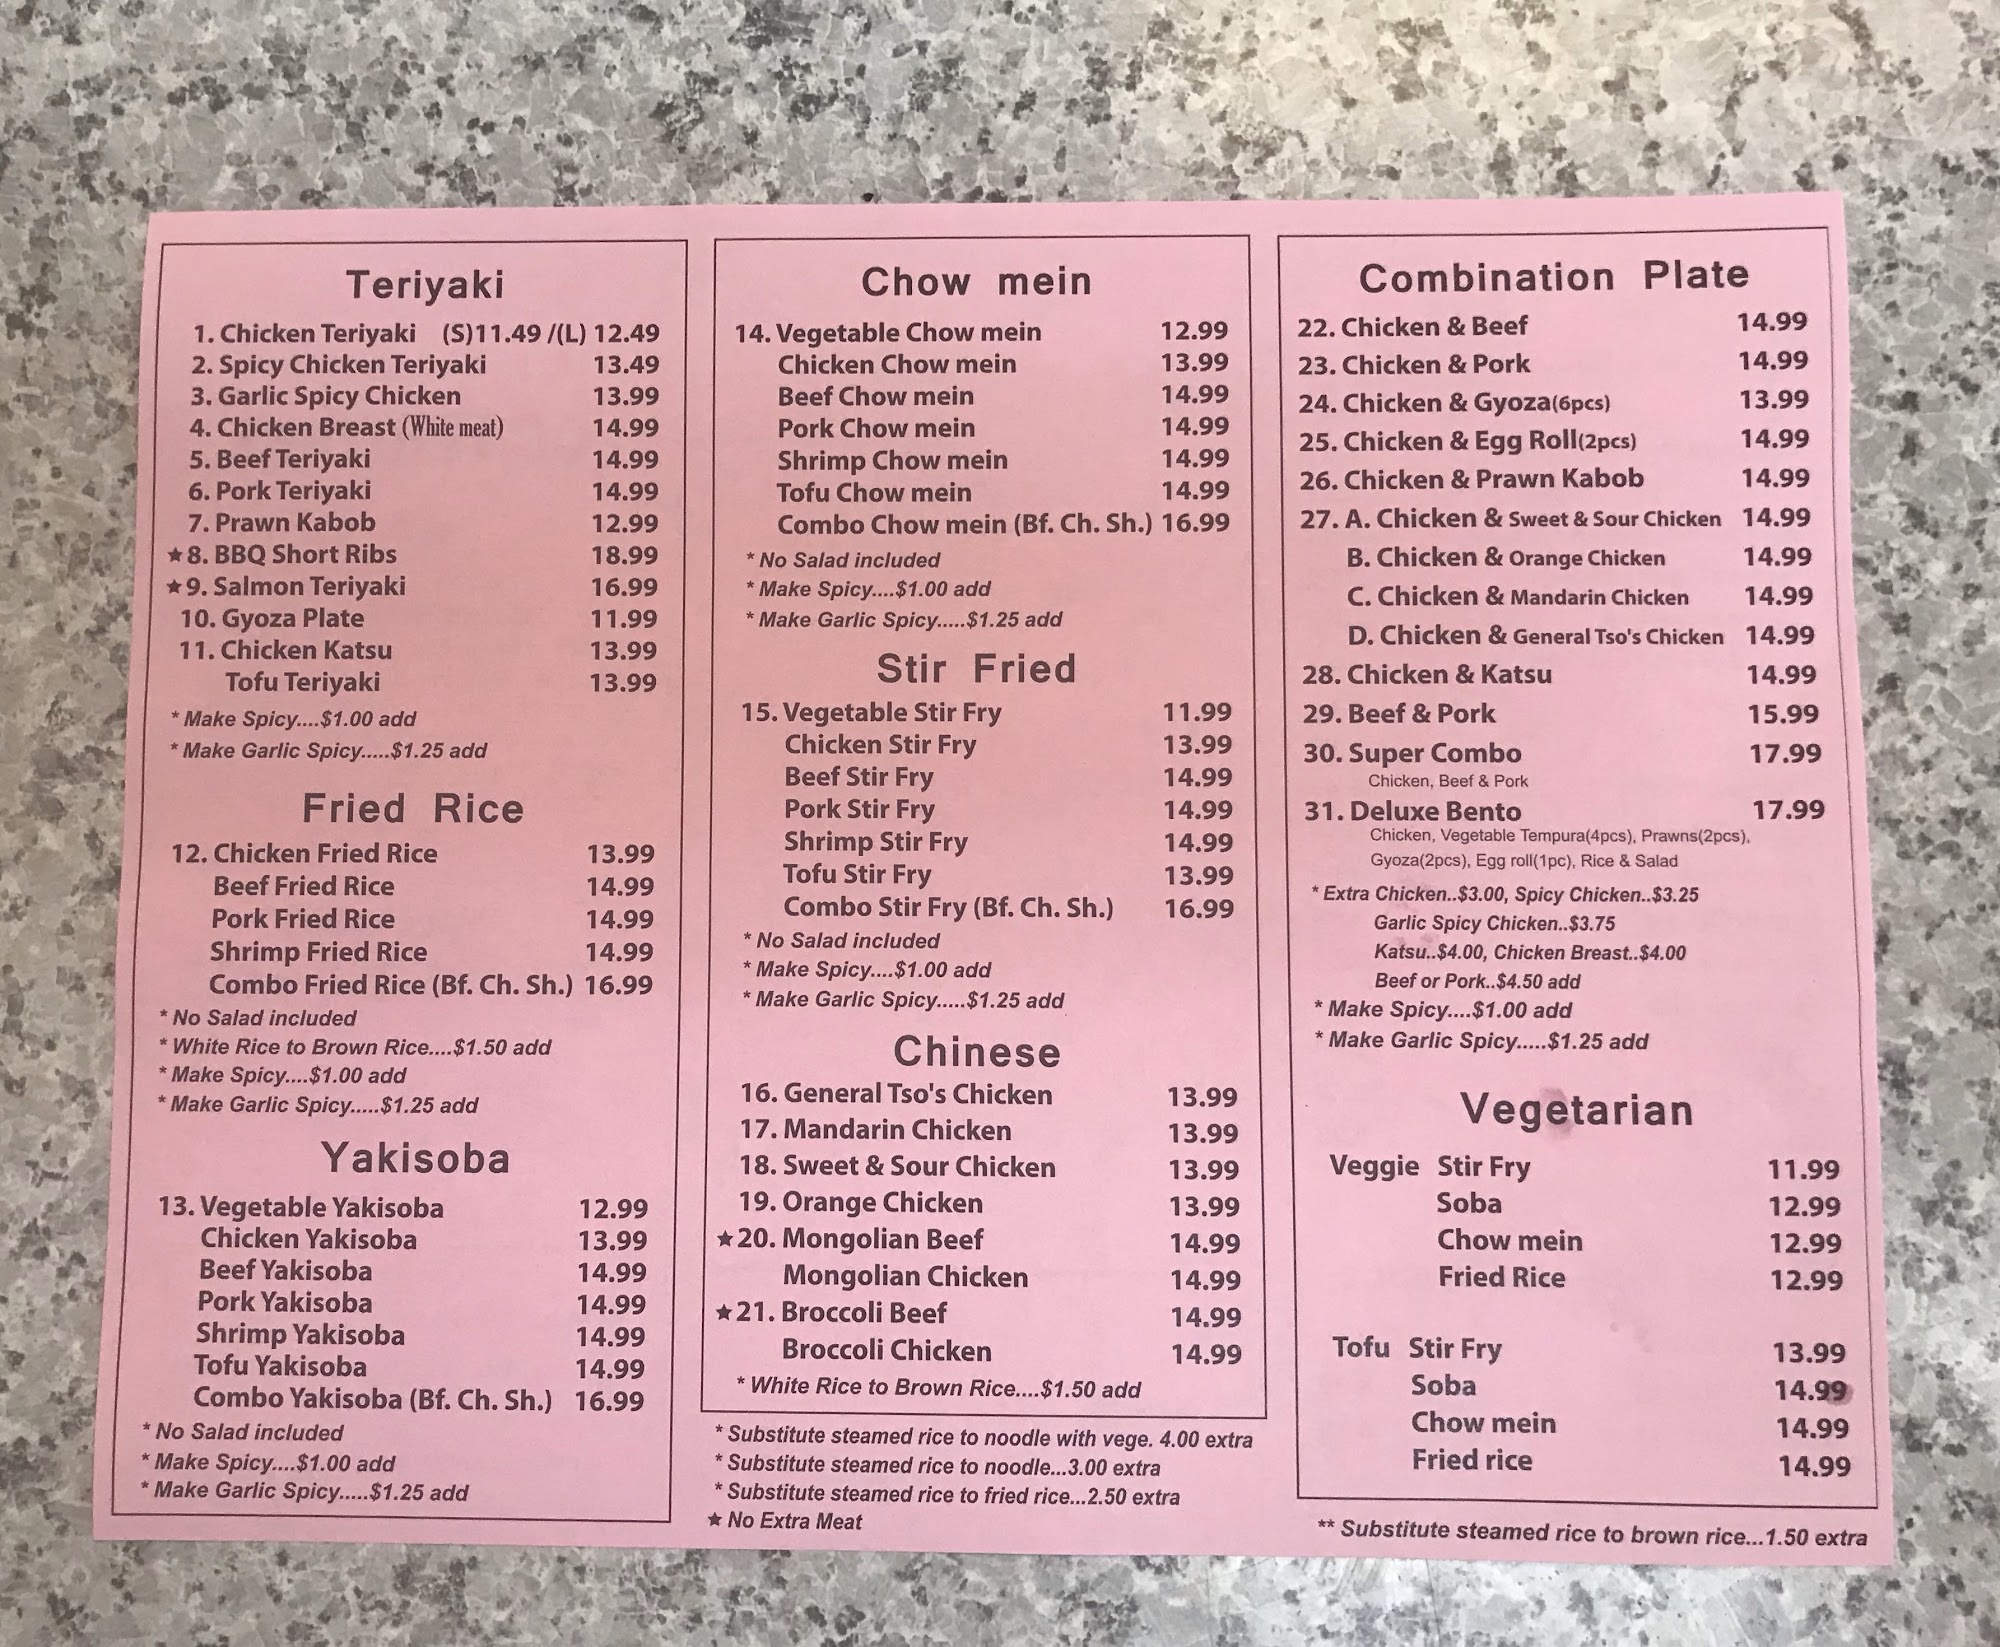 Teriyaki
1. Chicken Teriyaki (S)11.49 /(L) 12.49
2. Spicy Chicken Teriyaki 13.49
3. Garlic Spicy Chicken 13.99
4. Chicken Breast (White meat) 14.99
5. Beef Teriyaki 14.99
6. Pork Teriyaki 14.99
7. Prawn Kabob 12.99
★8. BBQ Short Ribs 18.99
★9. Salmon Teriyaki 16.99
10. Gyoza Plate 11.99
11. Chicken Katsu 13.99
Tofu Teriyaki 13.99
* Make Spicy....$1.00 add
* Make Garlic Spicy.....$1.25 add
Fried Rice
12. Chicken Fried Rice 13.99
Beef Fried Rice 14.99
Pork Fried Rice 14.99
Shrimp Fried Rice 14.99
Combo Fried Rice (Bf. Ch. Sh.) 16.99
* No Salad included
* White Rice to Brown Rice....$1.50 add
* Make Spicy....$1.00 add
* Make Garlic Spicy.....$1.25 add
Yakisoba
13. Vegetable Yakisoba 12.99
Chicken Yakisoba 13.99
Beef Yakisoba 14.99
Pork Yakisoba 14.99
Shrimp Yakisoba 14.99
Tofu Yakisoba 14.99
Combo Yakisoba (Bf. Ch. Sh.) 16.99
* No Salad included
* Make Spicy....$1.00 add
* Make Garlic Spicy.....$1.25 add
Chow mein
14. Vegetable Chow mein 12.99
Chicken Chow mein 13.99
Beef Chow mein 14.99
Pork Chow mein 14.99
Shrimp Chow mein 14.99
Tofu Chow mein 14.99
Combo Chow mein (Bf. Ch. Sh.) 16.99
* No Salad included
* Make Spicy....$1.00 add
* Make Garlic Spicy.....$1.25 add
Stir Fried
15. Vegetable Stir Fry 11.99
Chicken Stir Fry 13.99
Beef Stir Fry 14.99
Pork Stir Fry 14.99
Shrimp Stir Fry 14.99
Tofu Stir Fry 13.99
Combo Stir Fry (Bf. Ch. Sh.) 16.99
* No Salad included
* Make Spicy....$1.00 add
* Make Garlic Spicy.....$1.25 add
Chinese
16. General Tso's Chicken 13.99
17. Mandarin Chicken 13.99
18. Sweet & Sour Chicken 13.99
19. Orange Chicken 13.99
★20. Mongolian Beef 14.99
Mongolian Chicken 14.99
★21. Broccoli Beef 14.99
Broccoli Chicken 14.99
* White Rice to Brown Rice....$1.50 add
* Substitute steamed rice to noodle with vege. 4.00 extra
* Substitute steamed rice to noodle...3.00 extra
* Substitute steamed rice to fried rice...2.50 extra
★ No Extra Meat
Combination Plate
22. Chicken & Beef 14.99
23. Chicken & Pork 14.99
24. Chicken & Gyoza(6pcs) 13.99
25. Chicken & Egg Roll(2pcs) 14.99
26. Chicken & Prawn Kabob 14.99
27. A. Chicken & Sweet & Sour Chicken 14.99
B. Chicken & Orange Chicken 14.99
C. Chicken & Mandarin Chicken 14.99
D. Chicken & General Tso's Chicken 14.99
28. Chicken & Katsu 14.99
29. Beef & Pork 15.99
30. Super Combo 17.99
Chicken, Beef & Pork
31. Deluxe Bento 17.99
Chicken, Vegetable Tempura(4pcs), Prawns(2pcs),
Gyoza(2pcs), Egg roll(1pc), Rice & Salad
* Extra Chicken..$3.00, Spicy Chicken..$3.25
Garlic Spicy Chicken..$3.75
Katsu..$4.00, Chicken Breast..$4.00
Beef or Pork..$4.50 add
* Make Spicy....$1.00 add
* Make Garlic Spicy.....$1.25 add
Vegetarian
Veggie Stir Fry 11.99
Soba 12.99
Chow mein 12.99
Fried Rice 12.99
Tofu Stir Fry 13.99
Soba 14.99
Chow mein 14.99
Fried rice 14.99
** Substitute steamed rice to brown rice...1.50 extra